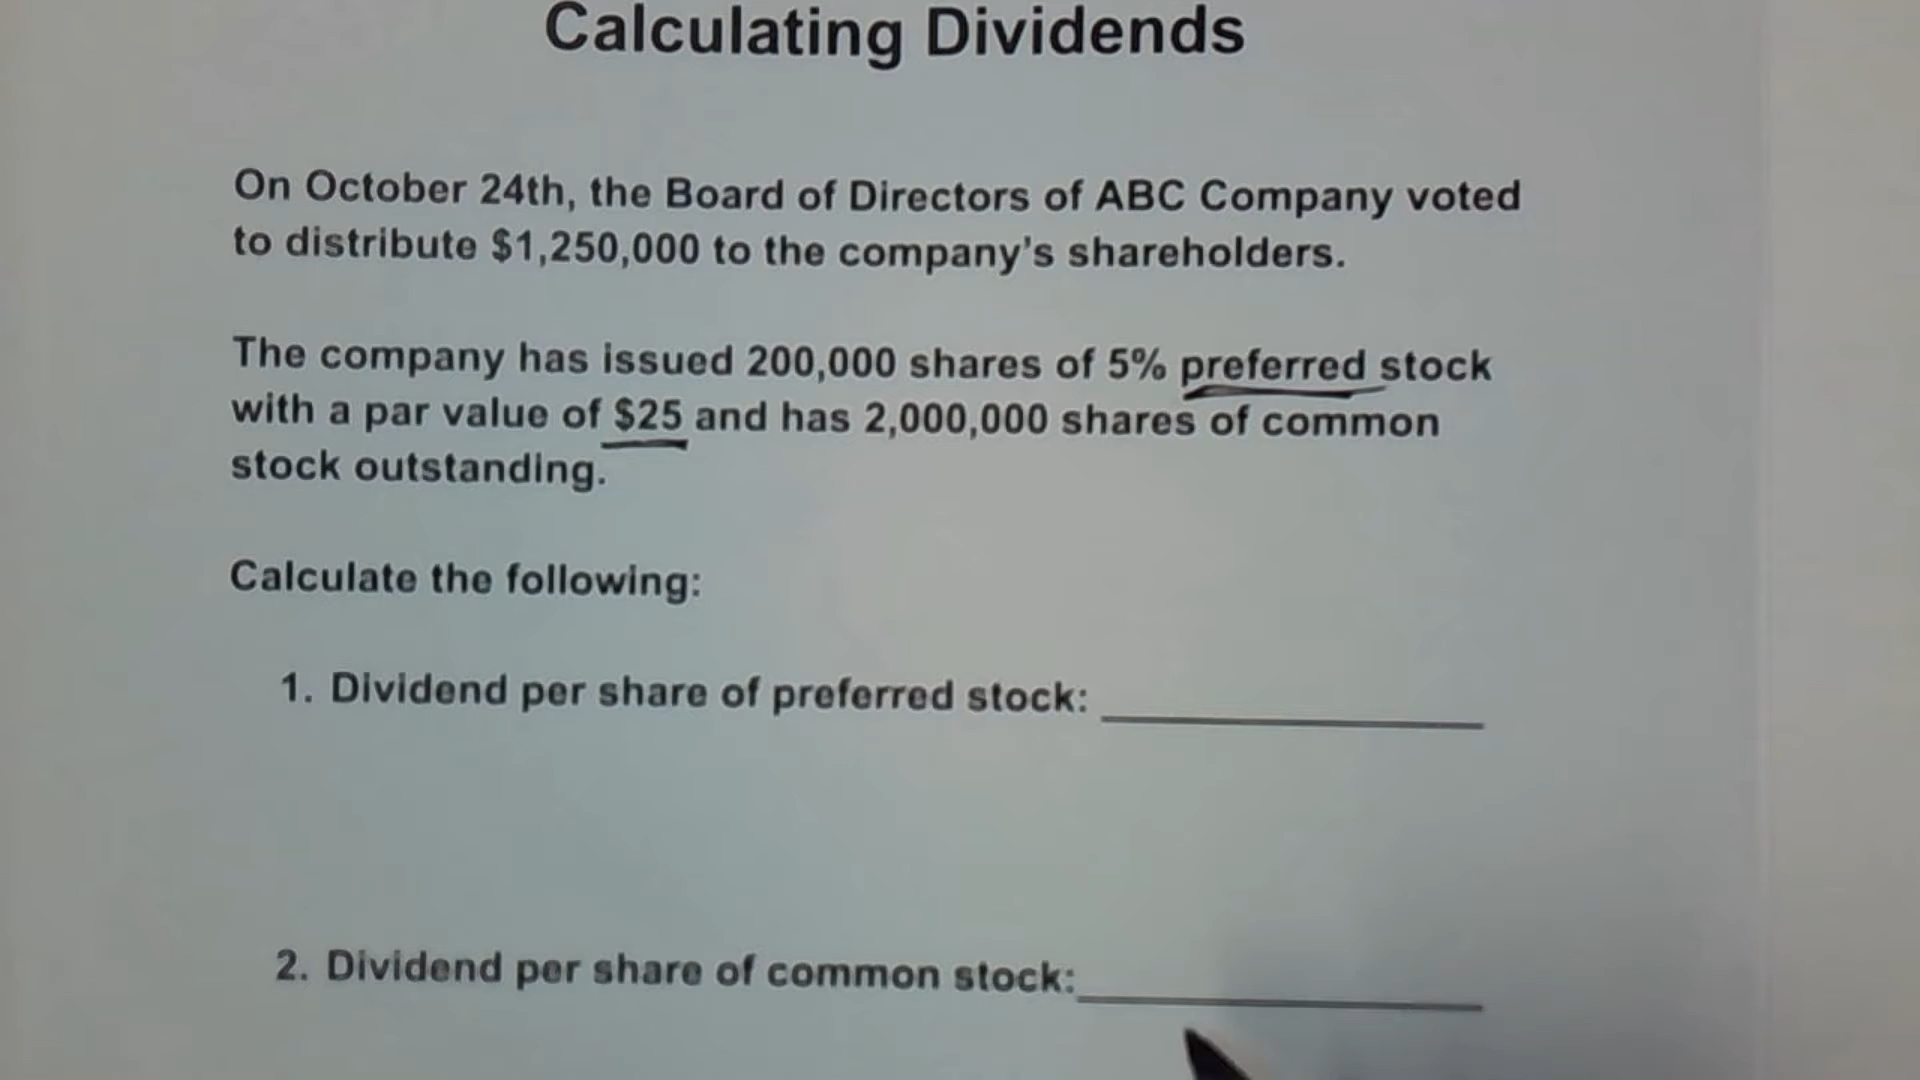 Calculating Dividends
On October 24th, the Board of Directors of ABC Company voted
to distribute $1,250,000 to the company's shareholders.
The company has issued 200,000 shares of 5% preferred stock
with a par value of $25 and has 2,000,000 shares of common
stock outstanding.
Calculate the following:
1. Dividend per share of preferred stock:
2. Dividend per share of common stock: